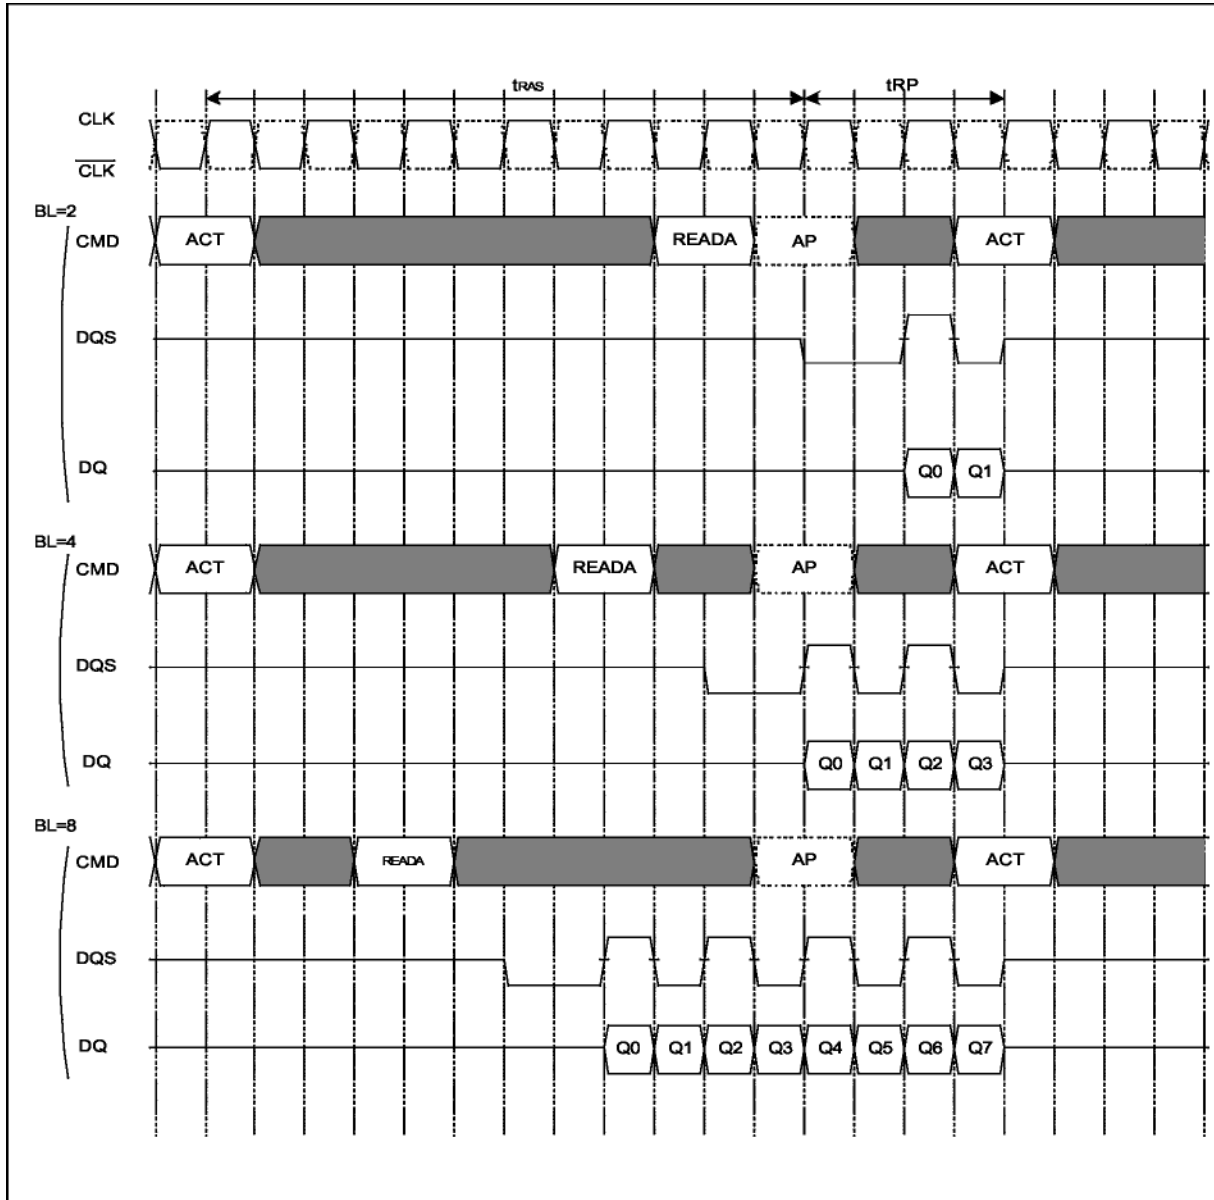 tRAS tRP
CLK
CLK
BL=2
CMD ACT READA AP ACT
DQS
DQ Q0 Q1
BL=4
CMD ACT READA AP ACT
DQS
DQ Q0 Q1 Q2 Q3
BL=8
CMD ACT READA AP ACT
DQS
DQ Q0 Q1 Q2 Q3 Q4 Q5 Q6 Q7